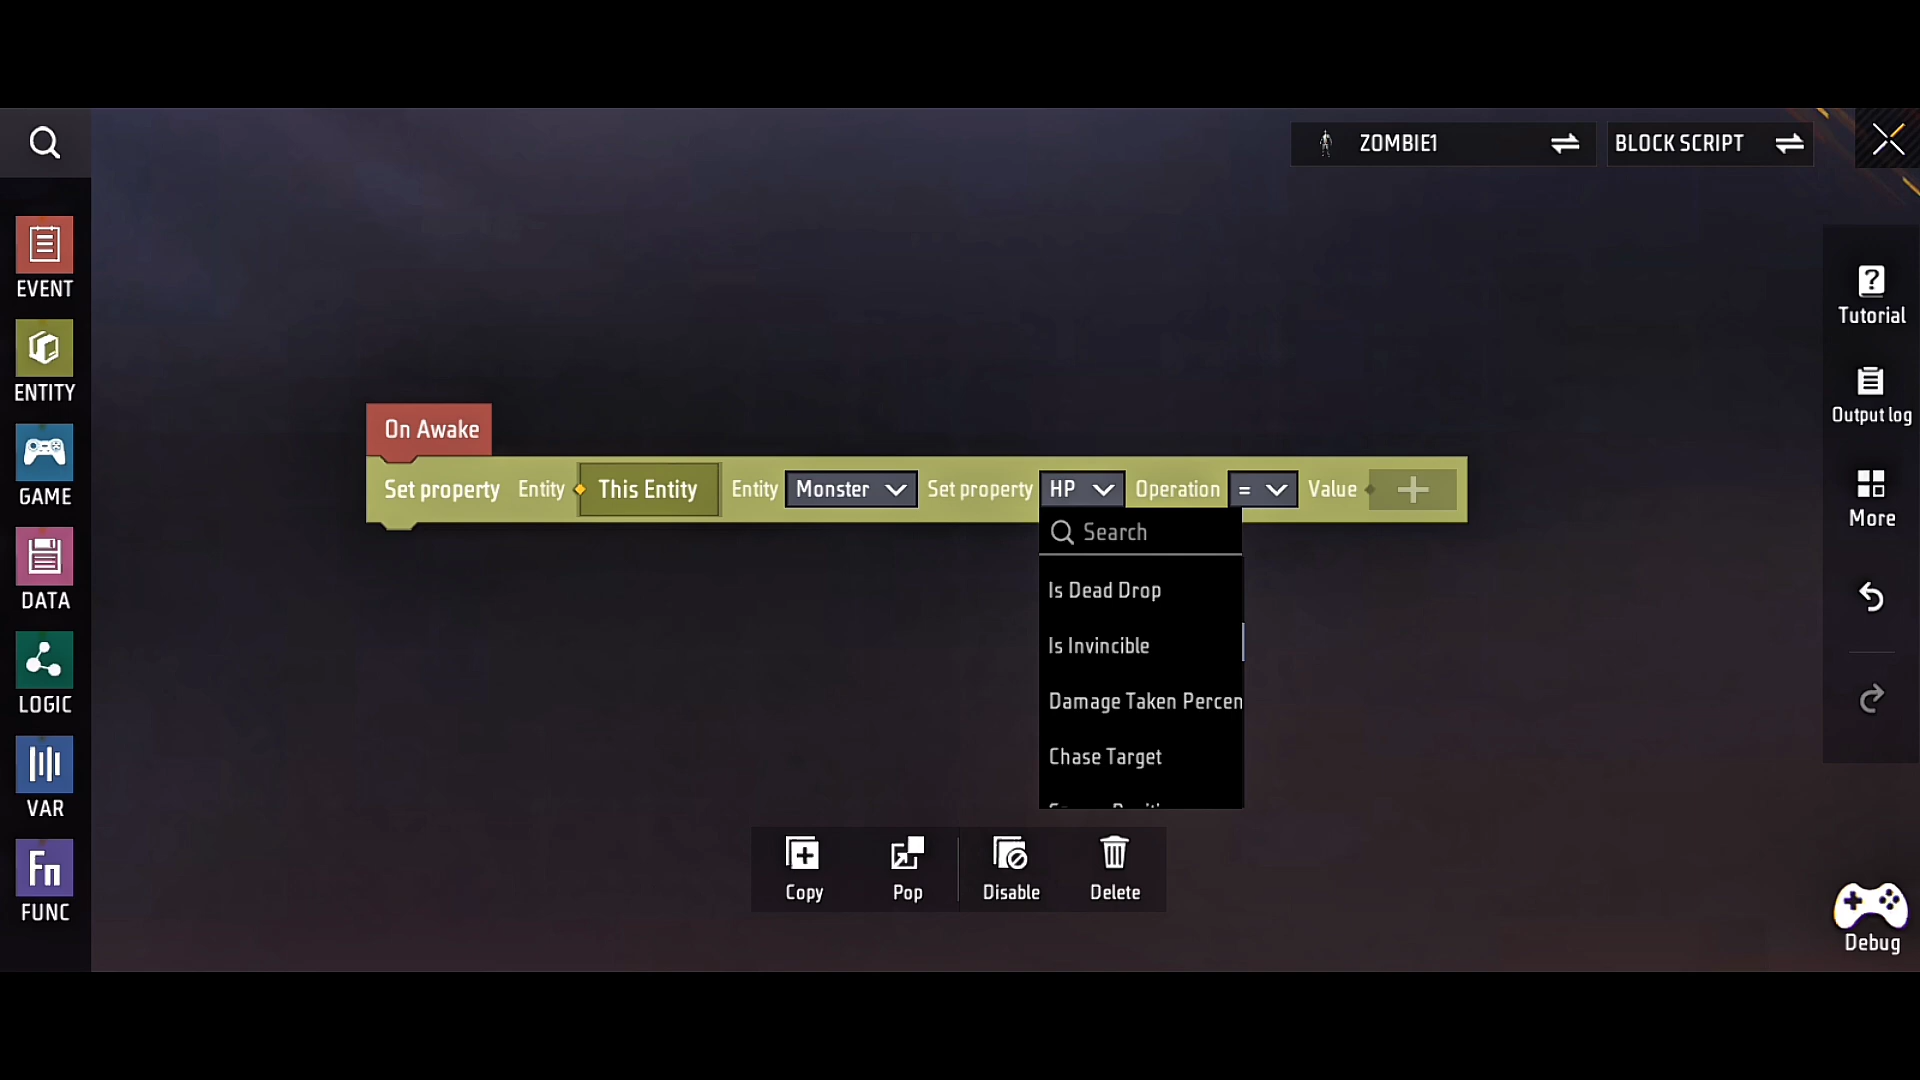 ZOMBIE1
BLOCK SCRIPT
EVENT
ENTITY
GAME
DATA
LOGIC
VAR
Fn
FUNC
On Awake
Set property Entity This Entity Entity Monster Set property HP Operation = Value
Search
Is Dead Drop
Is Invincible
Damage Taken Percen
Chase Target
Copy
Pop
Disable
Delete
Tutorial
Output log
More
Debug